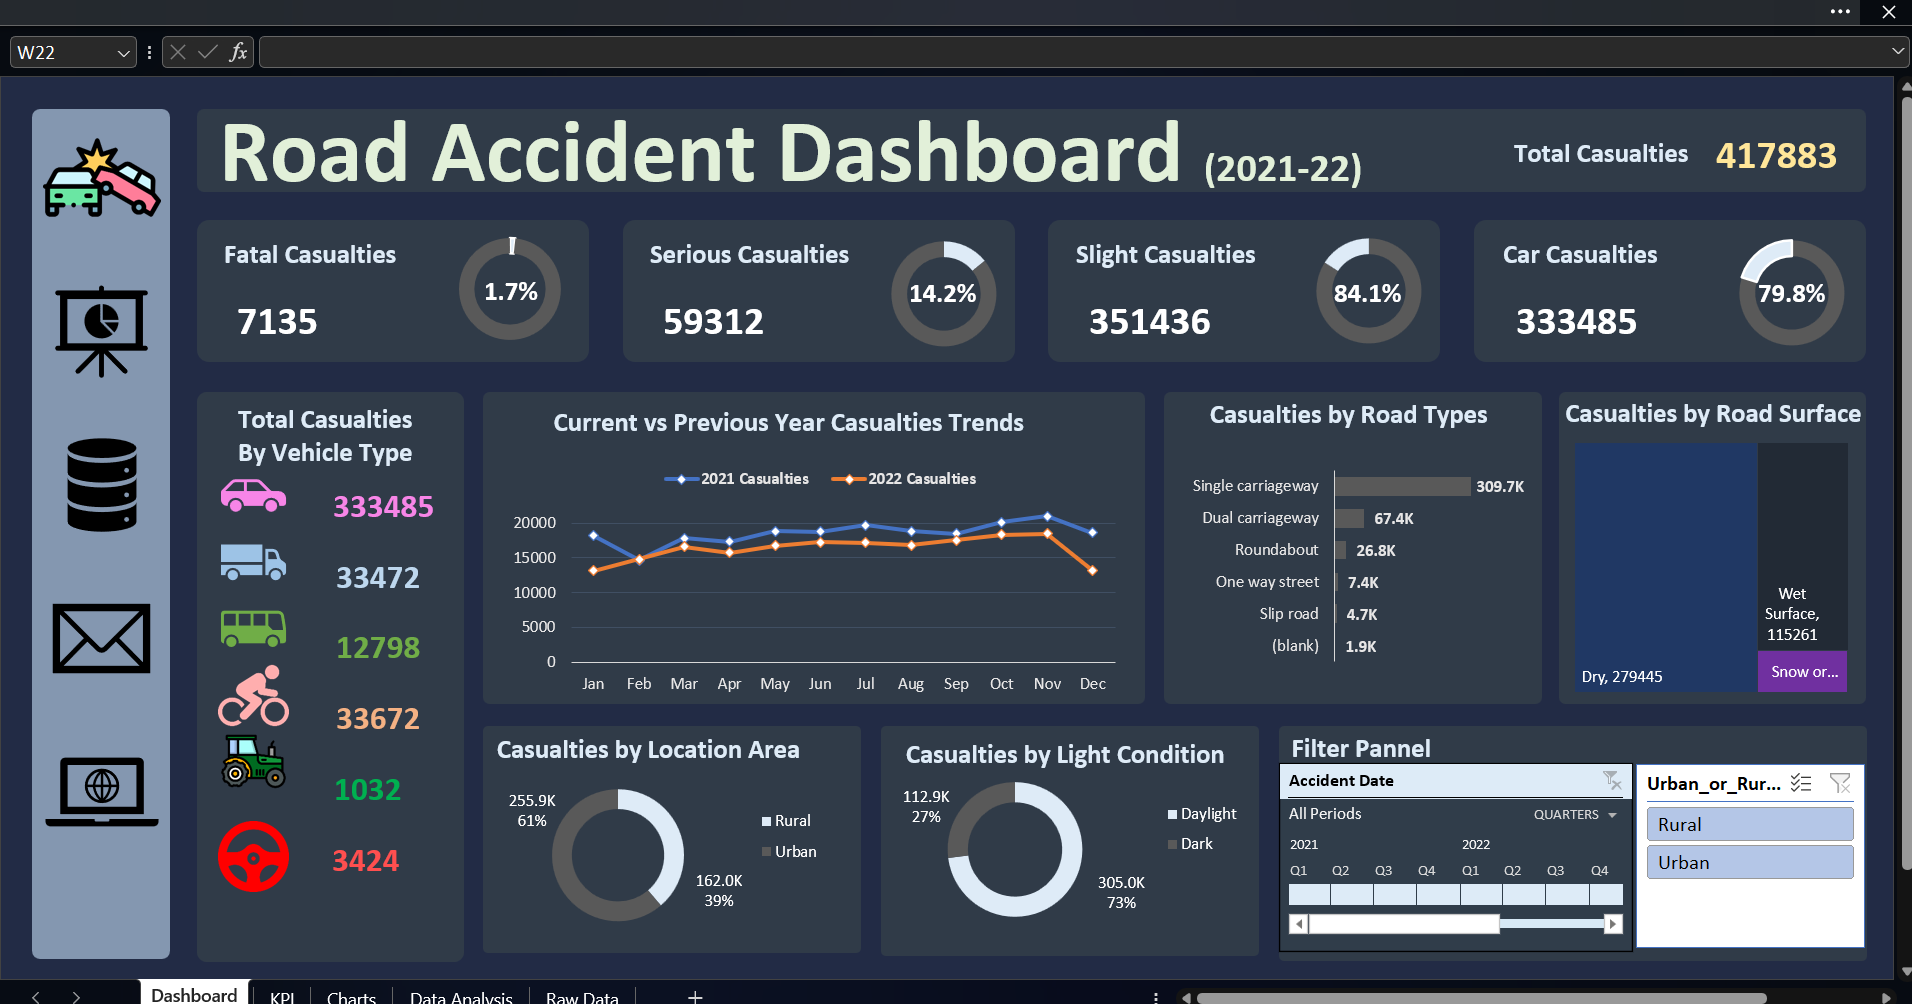 W22
fx
Road Accident Dashboard (2021-22)
Total Casualties 417883
Fatal Casualties
1.7%
7135
Serious Casualties
14.2%
59312
Slight Casualties
84.1%
351436
Car Casualties
79.8%
333485
Total Casualties
By Vehicle Type
333485
33472
12798
33672
1032
3424
Current vs Previous Year Casualties Trends
2021 Casualties 2022 Casualties
20000
15000
10000
5000
0
Jan Feb Mar Apr May Jun Jul Aug Sep Oct Nov Dec
Casualties by Road Types
Single carriageway 309.7K
Dual carriageway 67.4K
Roundabout 26.8K
One way street 7.4K
Slip road 4.7K
(blank) 1.9K
Casualties by Road Surface
Wet
Surface,
115261
Dry, 279445
Snow or...
Casualties by Location Area
255.9K
61%
Rural
Urban
162.0K
39%
Casualties by Light Condition
112.9K
27%
Daylight
Dark
305.0K
73%
Filter Pannel
Accident Date
All Periods QUARTERS
2021 2022
Q1 Q2 Q3 Q4 Q1 Q2 Q3 Q4
Urban_or_Rur...
Rural
Urban
Dashboard KPI Charts Data Analysis Raw Data